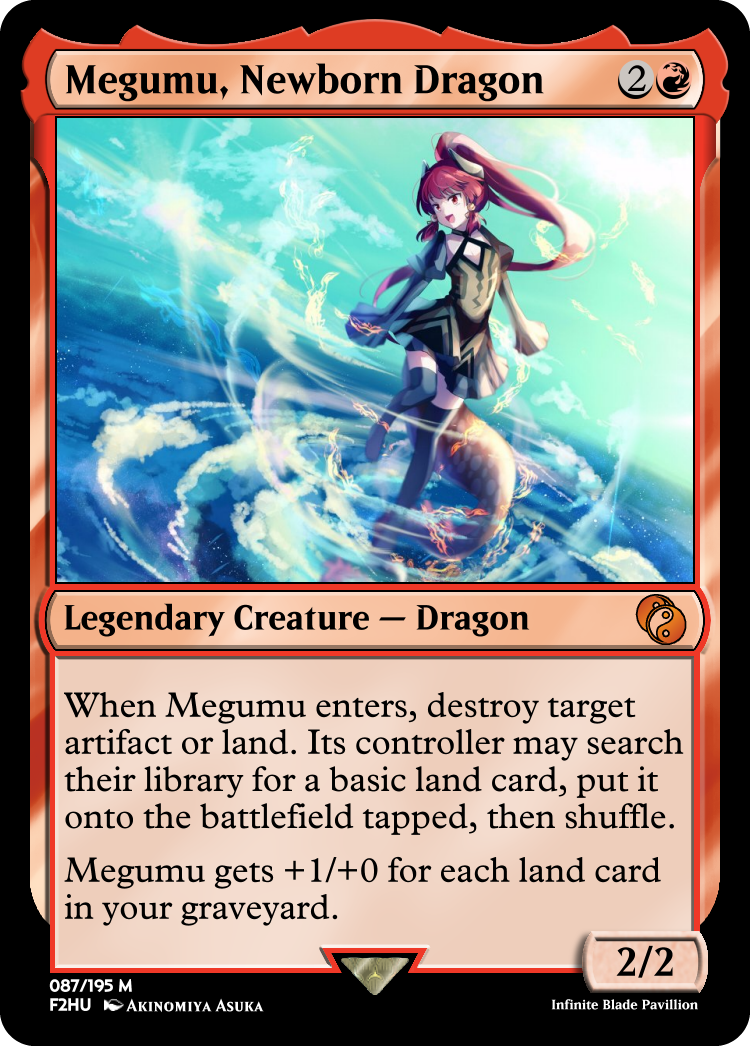 Megumu, Newborn Dragon 2
Legendary Creature — Dragon
When Megumu enters, destroy target
artifact or land. Its controller may search
their library for a basic land card, put it
onto the battlefield tapped, then shuffle.
Megumu gets +1/+0 for each land card
in your graveyard.
2/2
087/195 M
F2HU Akinomiya Asuka
Infinite Blade Pavillion